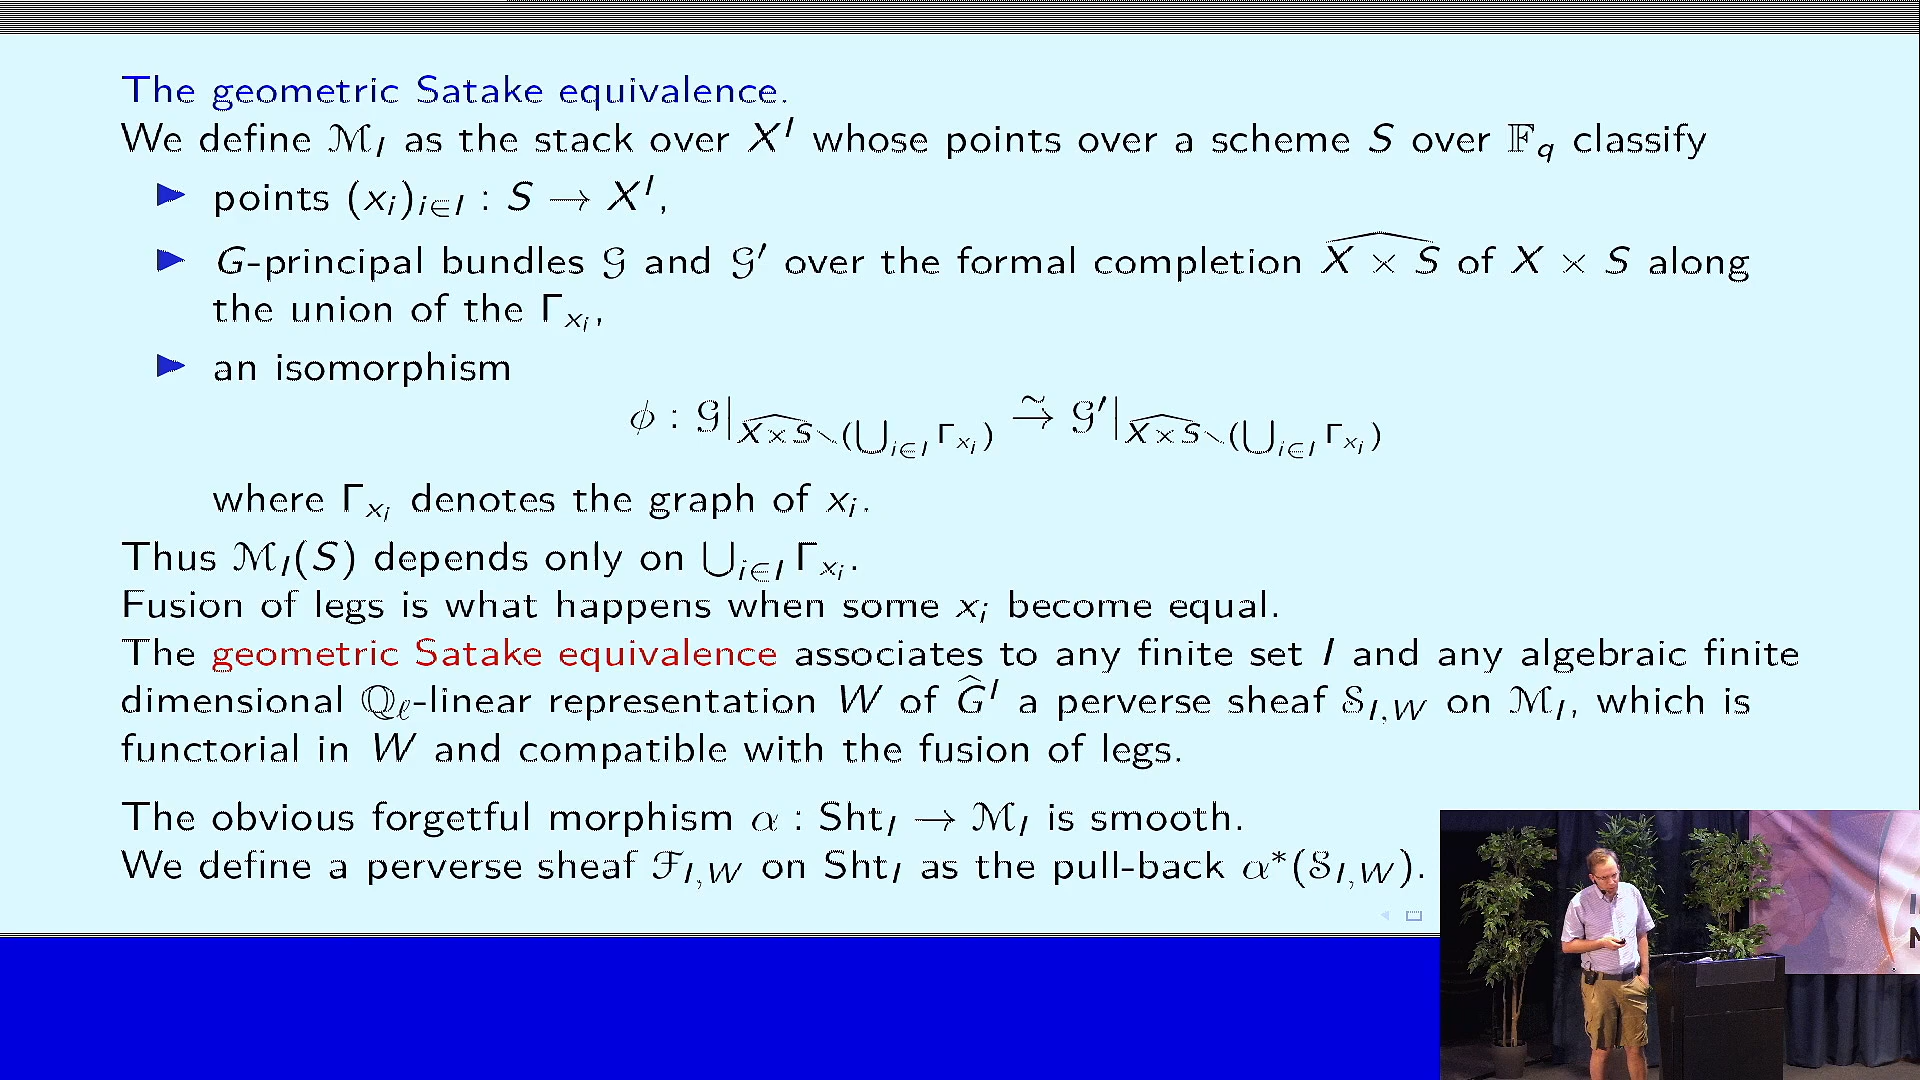 The geometric Satake equivalence.
We define ℳ_I as the stack over X^I whose points over a scheme S over 𝔽_q classify
▶ points (x_i)_{i∈I} : S → X^I,
▶ G-principal bundles 𝒢 and 𝒢′ over the formal completion \widehat{X × S} of X × S along
the union of the Γ_{x_i},
▶ an isomorphism
ϕ : 𝒢|_{\widehat{X×S}∖(⋃_{i∈I} Γ_{x_i})} ⥲ 𝒢′|_{\widehat{X×S}∖(⋃_{i∈I} Γ_{x_i})}
where Γ_{x_i} denotes the graph of x_i.
Thus ℳ_I(S) depends only on ⋃_{i∈I} Γ_{x_i}.
Fusion of legs is what happens when some x_i become equal.
The geometric Satake equivalence associates to any finite set I and any algebraic finite
dimensional ℚ_ℓ-linear representation W of \widehat{G}^I a perverse sheaf 𝒮_{I,W} on ℳ_I, which is
functorial in W and compatible with the fusion of legs.
The obvious forgetful morphism α : Sht_I → ℳ_I is smooth.
We define a perverse sheaf ℱ_{I,W} on Sht_I as the pull-back α*(𝒮_{I,W}).